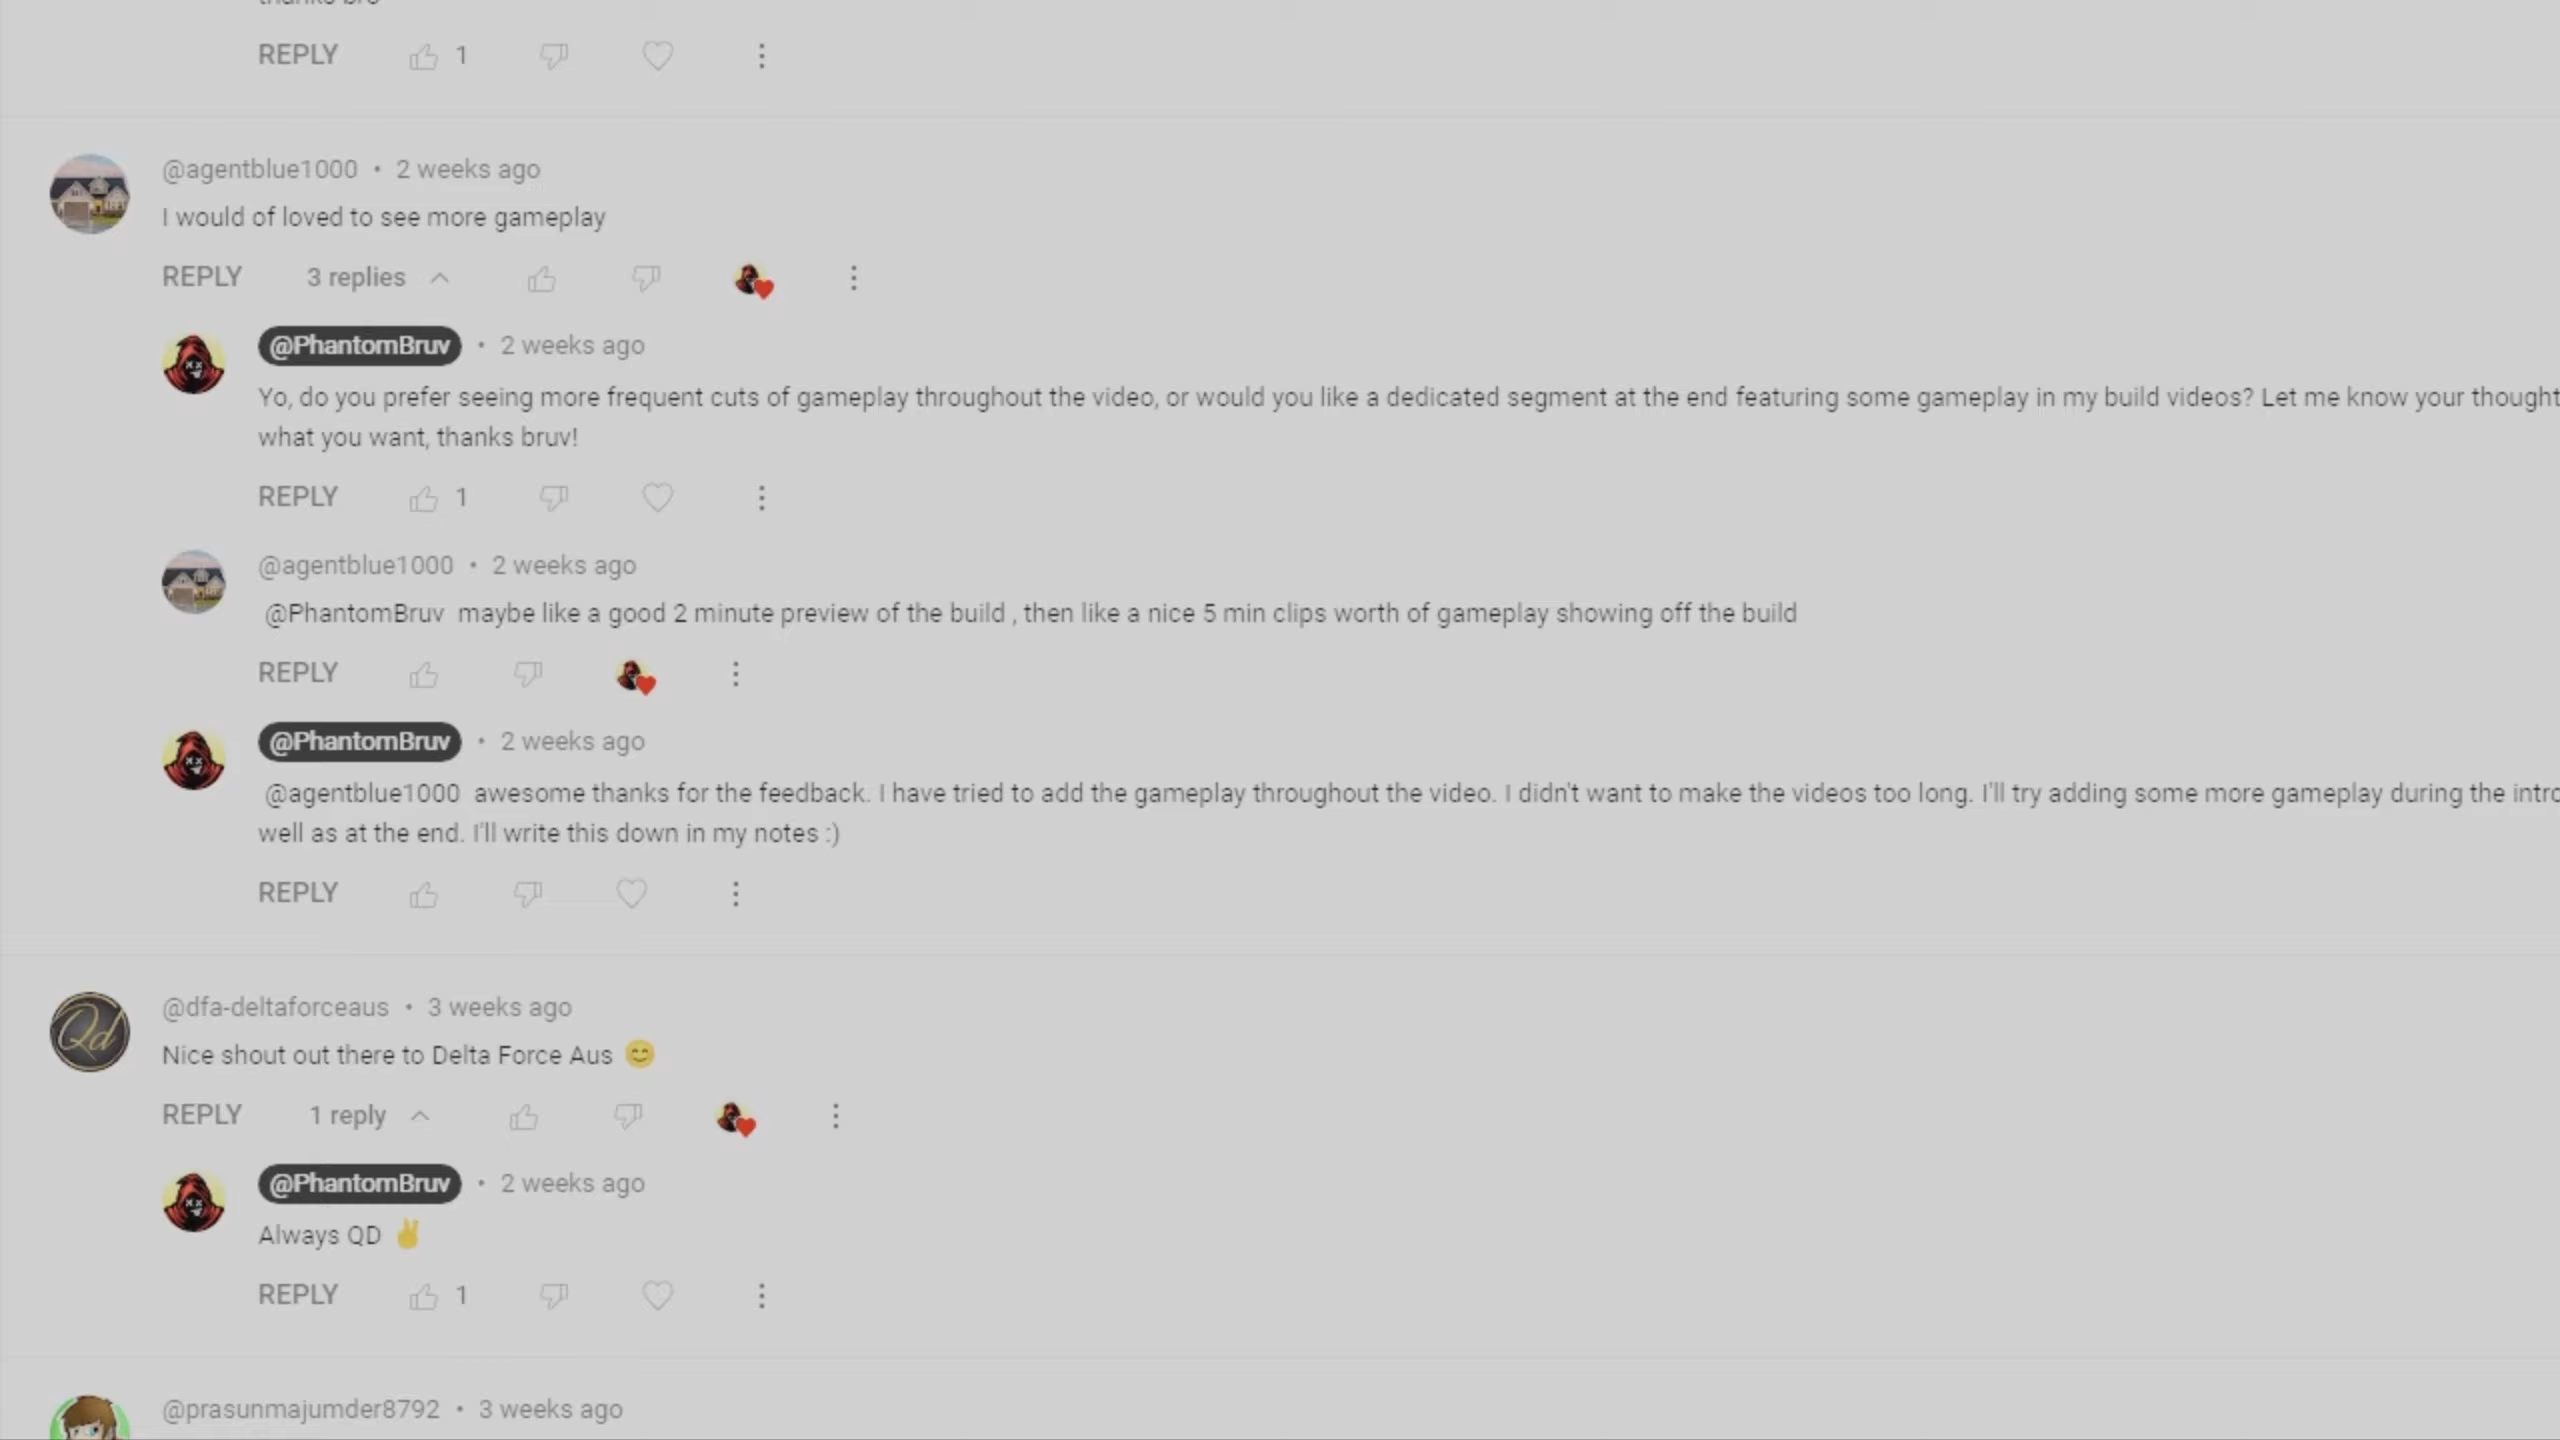 REPLY 1
@agentblue1000 • 2 weeks ago
I would of loved to see more gameplay
REPLY 3 replies
@PhantomBruv • 2 weeks ago
Yo, do you prefer seeing more frequent cuts of gameplay throughout the video, or would you like a dedicated segment at the end featuring some gameplay in my build videos? Let me know your thought
what you want, thanks bruv!
REPLY 1
@agentblue1000 • 2 weeks ago
@PhantomBruv maybe like a good 2 minute preview of the build , then like a nice 5 min clips worth of gameplay showing off the build
REPLY
@PhantomBruv • 2 weeks ago
@agentblue1000 awesome thanks for the feedback. I have tried to add the gameplay throughout the video. I didn't want to make the videos too long. I'll try adding some more gameplay during the intro
well as at the end. I'll write this down in my notes :)
REPLY
@dfa-deltaforceaus • 3 weeks ago
Qd
Nice shout out there to Delta Force Aus 😊
REPLY 1 reply
@PhantomBruv • 2 weeks ago
Always QD ✌
REPLY 1
@prasunmajumder8792 • 3 weeks ago